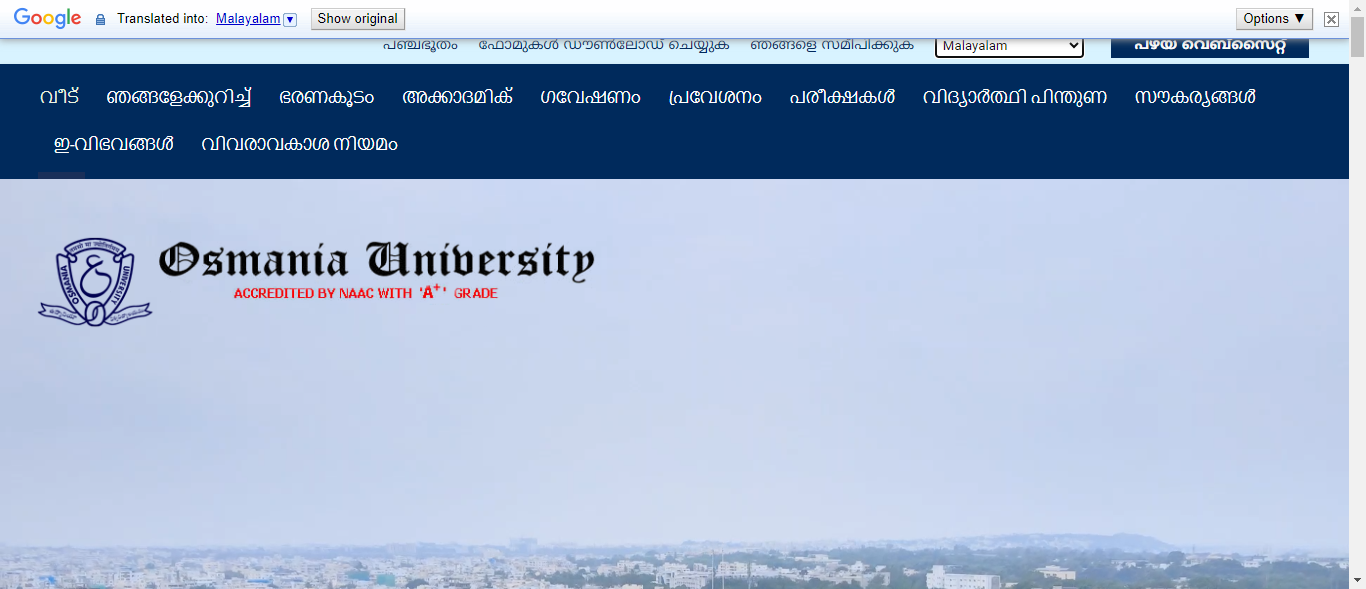 Google Translated into: Malayalam ▼ Show original Options ▼
പഞ്ചഭൂതം ഫോമുകൾ ഡൗൺലോഡ് ചെയ്യുക ഞങ്ങളെ സമീപിക്കുക Malayalam പഴയ വെബ്സൈറ്റ്
വീട് ഞങ്ങളേക്കുറിച്ച് ഭരണകൂടം അക്കാദമിക് ഗവേഷണം പ്രവേശനം പരീക്ഷകൾ വിദ്യാർത്ഥി പിന്തുണ സൗകര്യങ്ങൾ
ഇ-വിഭവങ്ങൾ വിവരാവകാശ നിയമം
Osmania University
ACCREDITED BY NAAC WITH 'A+' GRADE
OSMANIA UNIVERSITY